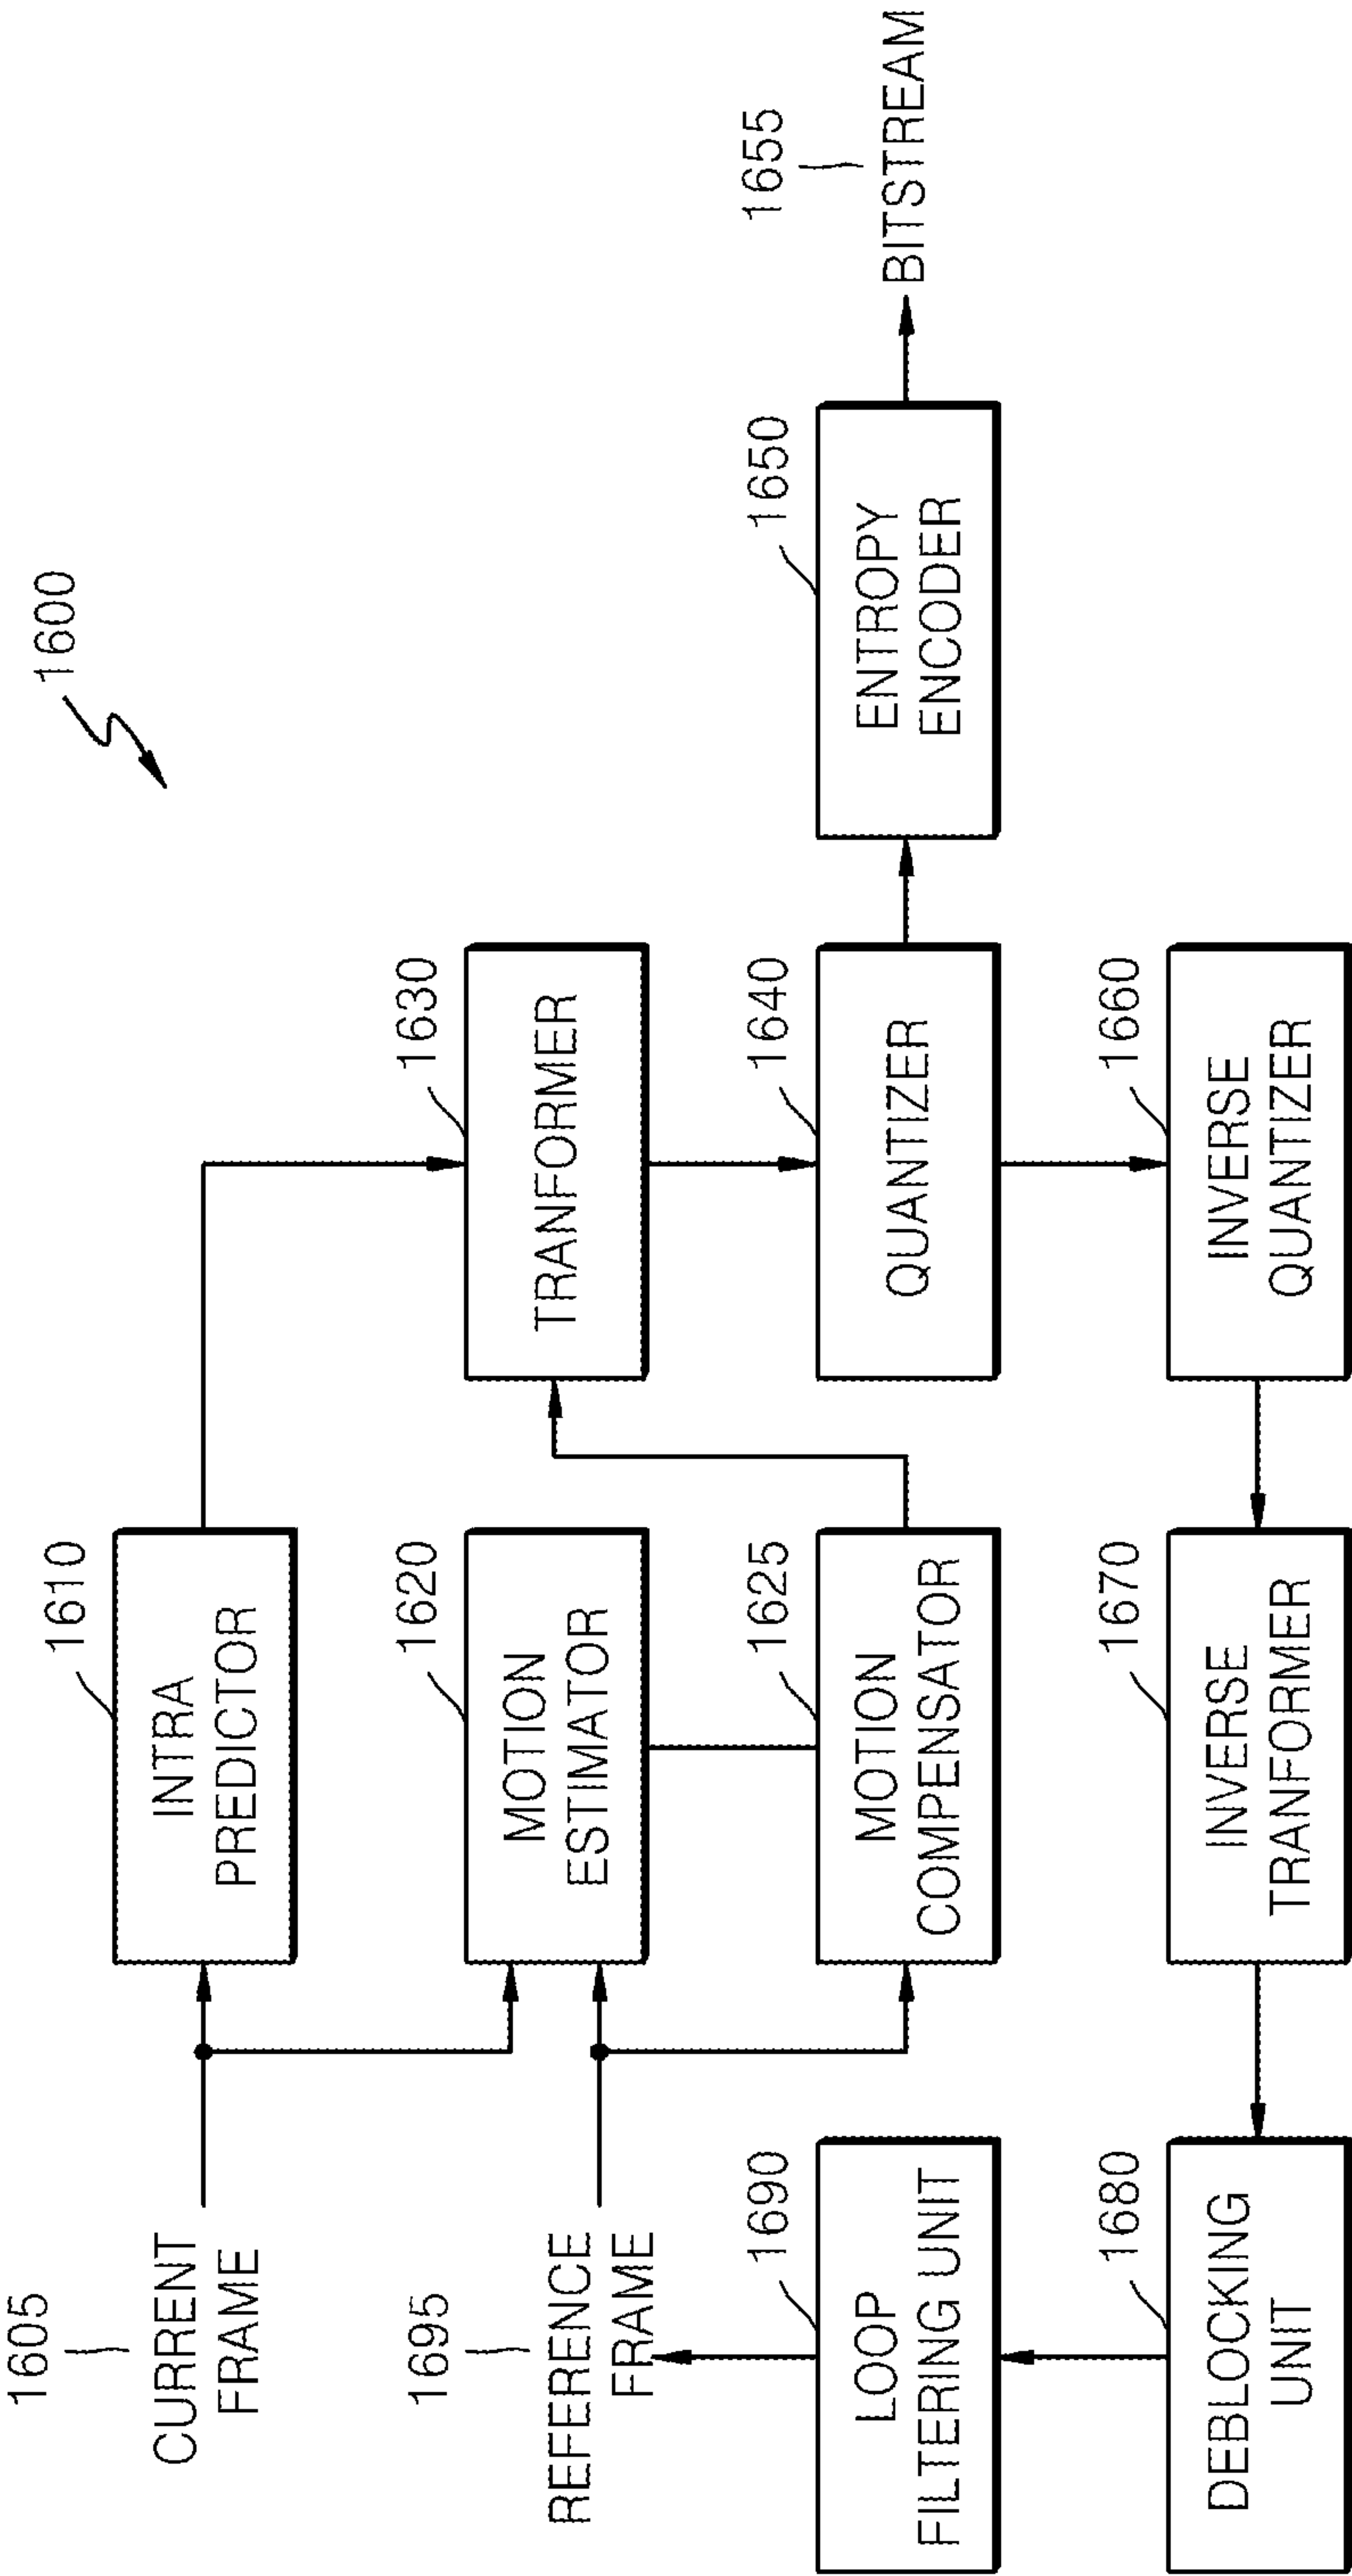 1600
1605
CURRENT
FRAME
1610
INTRA
PREDICTOR
1695
REFERENCE
FRAME
1620
MOTION
ESTIMATOR
1630
TRANFORMER
1690
LOOP
FILTERING UNIT
1625
MOTION
COMPENSATOR
1640
QUANTIZER
1650
ENTROPY
ENCODER
1655
BITSTREAM
1680
DEBLOCKING
UNIT
1670
INVERSE
TRANFORMER
1660
INVERSE
QUANTIZER